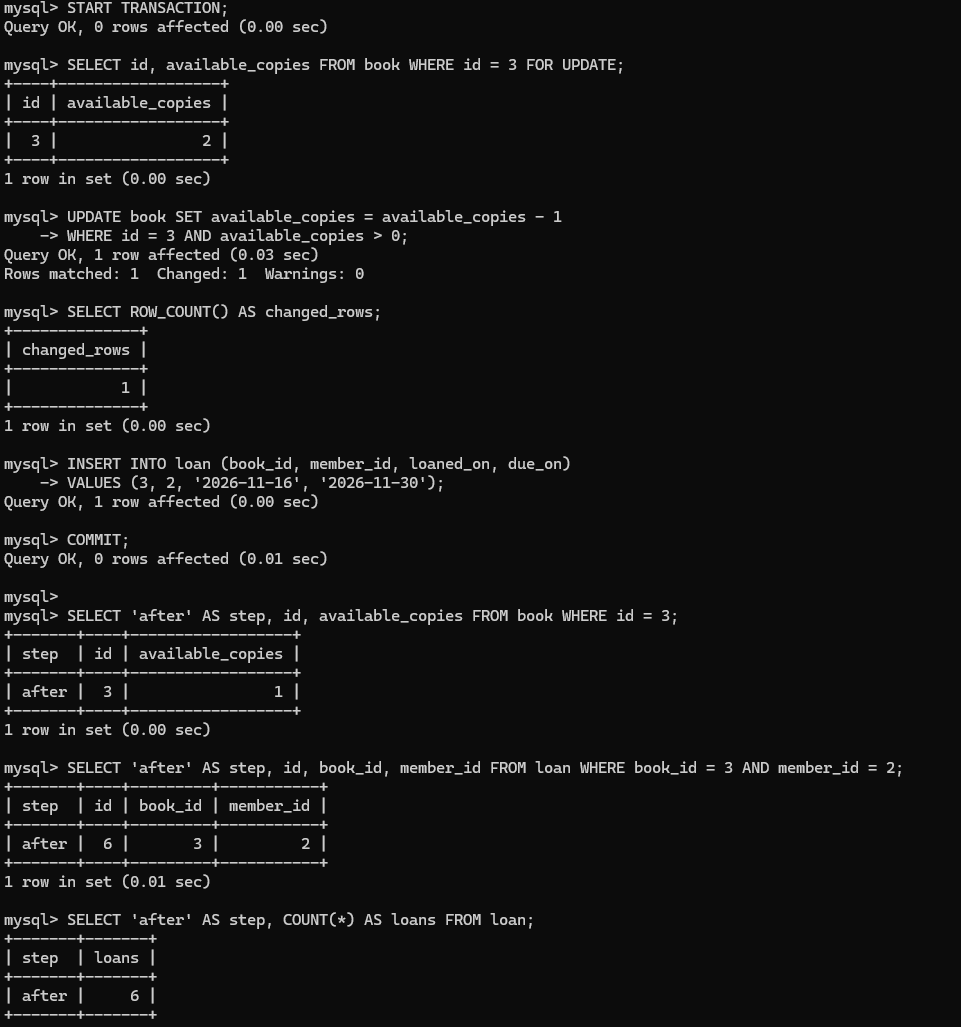 mysql> START TRANSACTION;
Query OK, 0 rows affected (0.00 sec)

mysql> SELECT id, available_copies FROM book WHERE id = 3 FOR UPDATE;
+----+------------------+
| id | available_copies |
+----+------------------+
|  3 |                2 |
+----+------------------+
1 row in set (0.00 sec)

mysql> UPDATE book SET available_copies = available_copies - 1
    -> WHERE id = 3 AND available_copies > 0;
Query OK, 1 row affected (0.03 sec)
Rows matched: 1  Changed: 1  Warnings: 0

mysql> SELECT ROW_COUNT() AS changed_rows;
+--------------+
| changed_rows |
+--------------+
|            1 |
+--------------+
1 row in set (0.00 sec)

mysql> INSERT INTO loan (book_id, member_id, loaned_on, due_on)
    -> VALUES (3, 2, '2026-11-16', '2026-11-30');
Query OK, 1 row affected (0.00 sec)

mysql> COMMIT;
Query OK, 0 rows affected (0.01 sec)

mysql>
mysql> SELECT 'after' AS step, id, available_copies FROM book WHERE id = 3;
+-------+----+------------------+
| step  | id | available_copies |
+-------+----+------------------+
| after |  3 |                1 |
+-------+----+------------------+
1 row in set (0.00 sec)

mysql> SELECT 'after' AS step, id, book_id, member_id FROM loan WHERE book_id = 3 AND member_id = 2;
+-------+----+---------+-----------+
| step  | id | book_id | member_id |
+-------+----+---------+-----------+
| after |  6 |       3 |         2 |
+-------+----+---------+-----------+
1 row in set (0.01 sec)

mysql> SELECT 'after' AS step, COUNT(*) AS loans FROM loan;
+-------+-------+
| step  | loans |
+-------+-------+
| after |     6 |
+-------+-------+